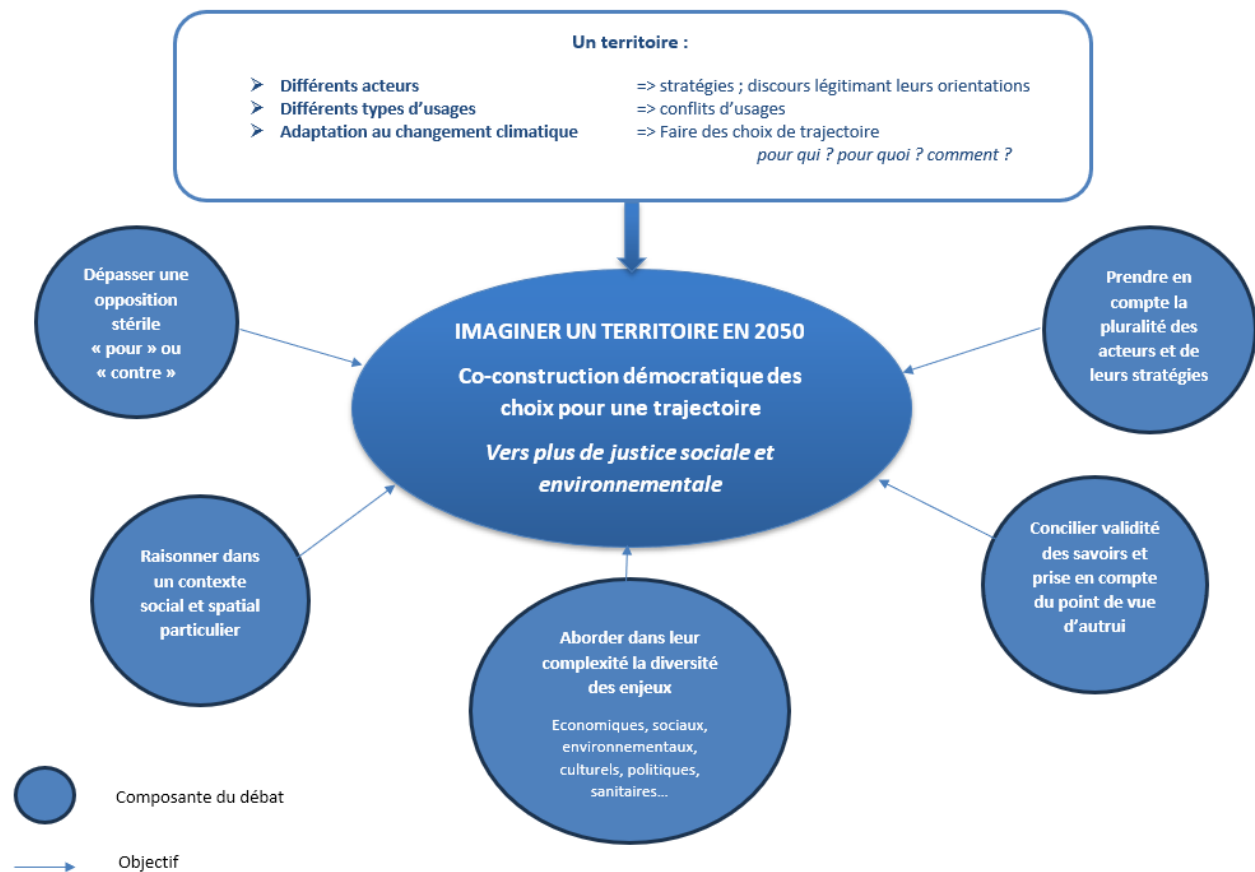 Un territoire :
➤ Différents acteurs => stratégies ; discours légitimant leurs orientations
➤ Différents types d’usages => conflits d’usages
➤ Adaptation au changement climatique => Faire des choix de trajectoire
pour qui ? pour quoi ? comment ?
Dépasser une
opposition
stérile
« pour » ou
« contre »
IMAGINER UN TERRITOIRE EN 2050
Co-construction démocratique des
choix pour une trajectoire
Vers plus de justice sociale et
environnementale
Prendre en
compte la
pluralité des
acteurs et de
leurs stratégies
Raisonner dans
un contexte
social et spatial
particulier
Aborder dans leur
complexité la diversité
des enjeux
Economiques, sociaux,
environnementaux,
culturels, politiques,
sanitaires…
Concilier validité
des savoirs et
prise en compte
du point de vue
d’autrui
Composante du débat
Objectif